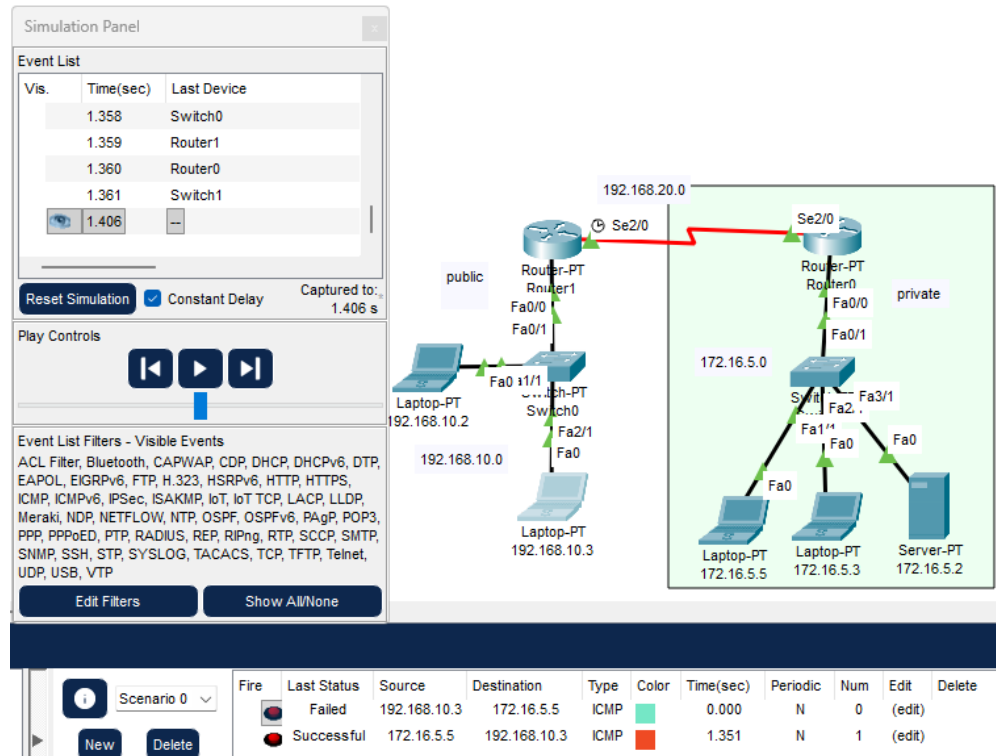 Simulation Panel
x
Event List
Vis. Time(sec) Last Device
1.358 Switch0
1.359 Router1
1.360 Router0
1.361 Switch1
1.406 --
Reset Simulation Constant Delay Captured to:
1.406 s
Play Controls
Event List Filters - Visible Events
ACL Filter, Bluetooth, CAPWAP, CDP, DHCP, DHCPv6, DTP,
EAPOL, EIGRPv6, FTP, H.323, HSRPv6, HTTP, HTTPS,
ICMP, ICMPv6, IPSec, ISAKMP, IoT, IoT TCP, LACP, LLDP,
Meraki, NDP, NETFLOW, NTP, OSPF, OSPFv6, PAgP, POP3,
PPP, PPPoED, PTP, RADIUS, REP, RIPng, RTP, SCCP, SMTP,
SNMP, SSH, STP, SYSLOG, TACACS, TCP, TFTP, Telnet,
UDP, USB, VTP
Edit Filters Show All/None
192.168.20.0
Se2/0
Router-PT
Router1
public
Fa0/0
Fa0/1
Fa0
Laptop-PT
192.168.10.2
Switch0
Fa2/1
Fa0
192.168.10.0
Laptop-PT
192.168.10.3
Se2/0
Router-PT
Router0
Fa0/0
private
Fa0/1
172.16.5.0
Fa3/1
Fa0
Fa0
Fa0
Laptop-PT
172.16.5.5
Laptop-PT
172.16.5.3
Server-PT
172.16.5.2
Scenario 0
New Delete
Fire Last Status Source Destination Type Color Time(sec) Periodic Num Edit Delete
Failed 192.168.10.3 172.16.5.5 ICMP 0.000 N 0 (edit)
Successful 172.16.5.5 192.168.10.3 ICMP 1.351 N 1 (edit)